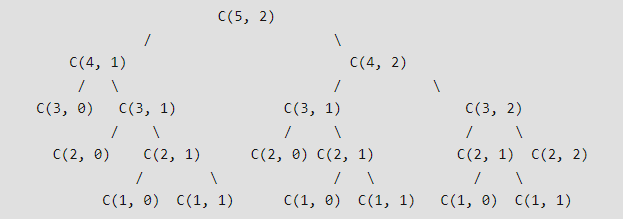 C(5, 2)
/ \
C(4, 1) C(4, 2)
/ \ / \
C(3, 0) C(3, 1) C(3, 1) C(3, 2)
/ \ / \ / \
C(2, 0) C(2, 1) C(2, 0) C(2, 1) C(2, 1) C(2, 2)
/ \ / \ / \
C(1, 0) C(1, 1) C(1, 0) C(1, 1) C(1, 0) C(1, 1)